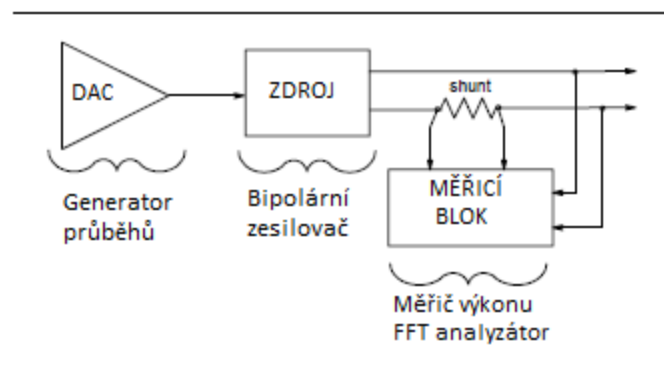 DAC
ZDROJ
shunt
Generator
průběhů
Bipolární
zesilovač
MĚŘICÍ
BLOK
Měřič výkonu
FFT analyzátor